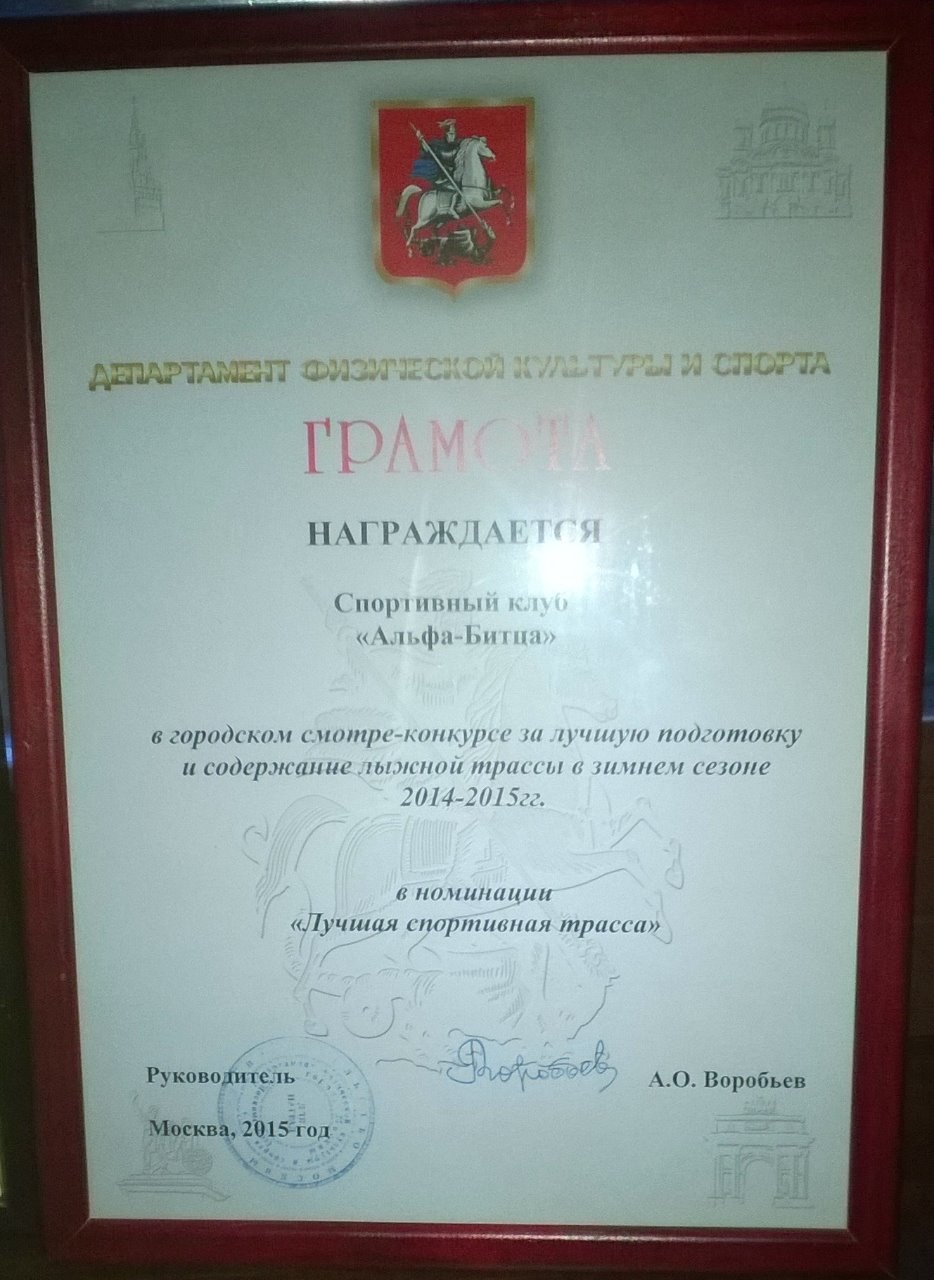 ДЕПАРТАМЕНТ ФИЗИЧЕСКОЙ КУЛЬТУРЫ И СПОРТА
ГРАМОТА
НАГРАЖДАЕТСЯ
Спортивный клуб
«Альфа-Битца»
в городском смотре-конкурсе за лучшую подготовку
и содержание лыжной трассы в зимнем сезоне
2014-2015гг.
в номинации
«Лучшая спортивная трасса»
Воробьев
Руководитель
А.О. Воробьев
Москва, 2015 год